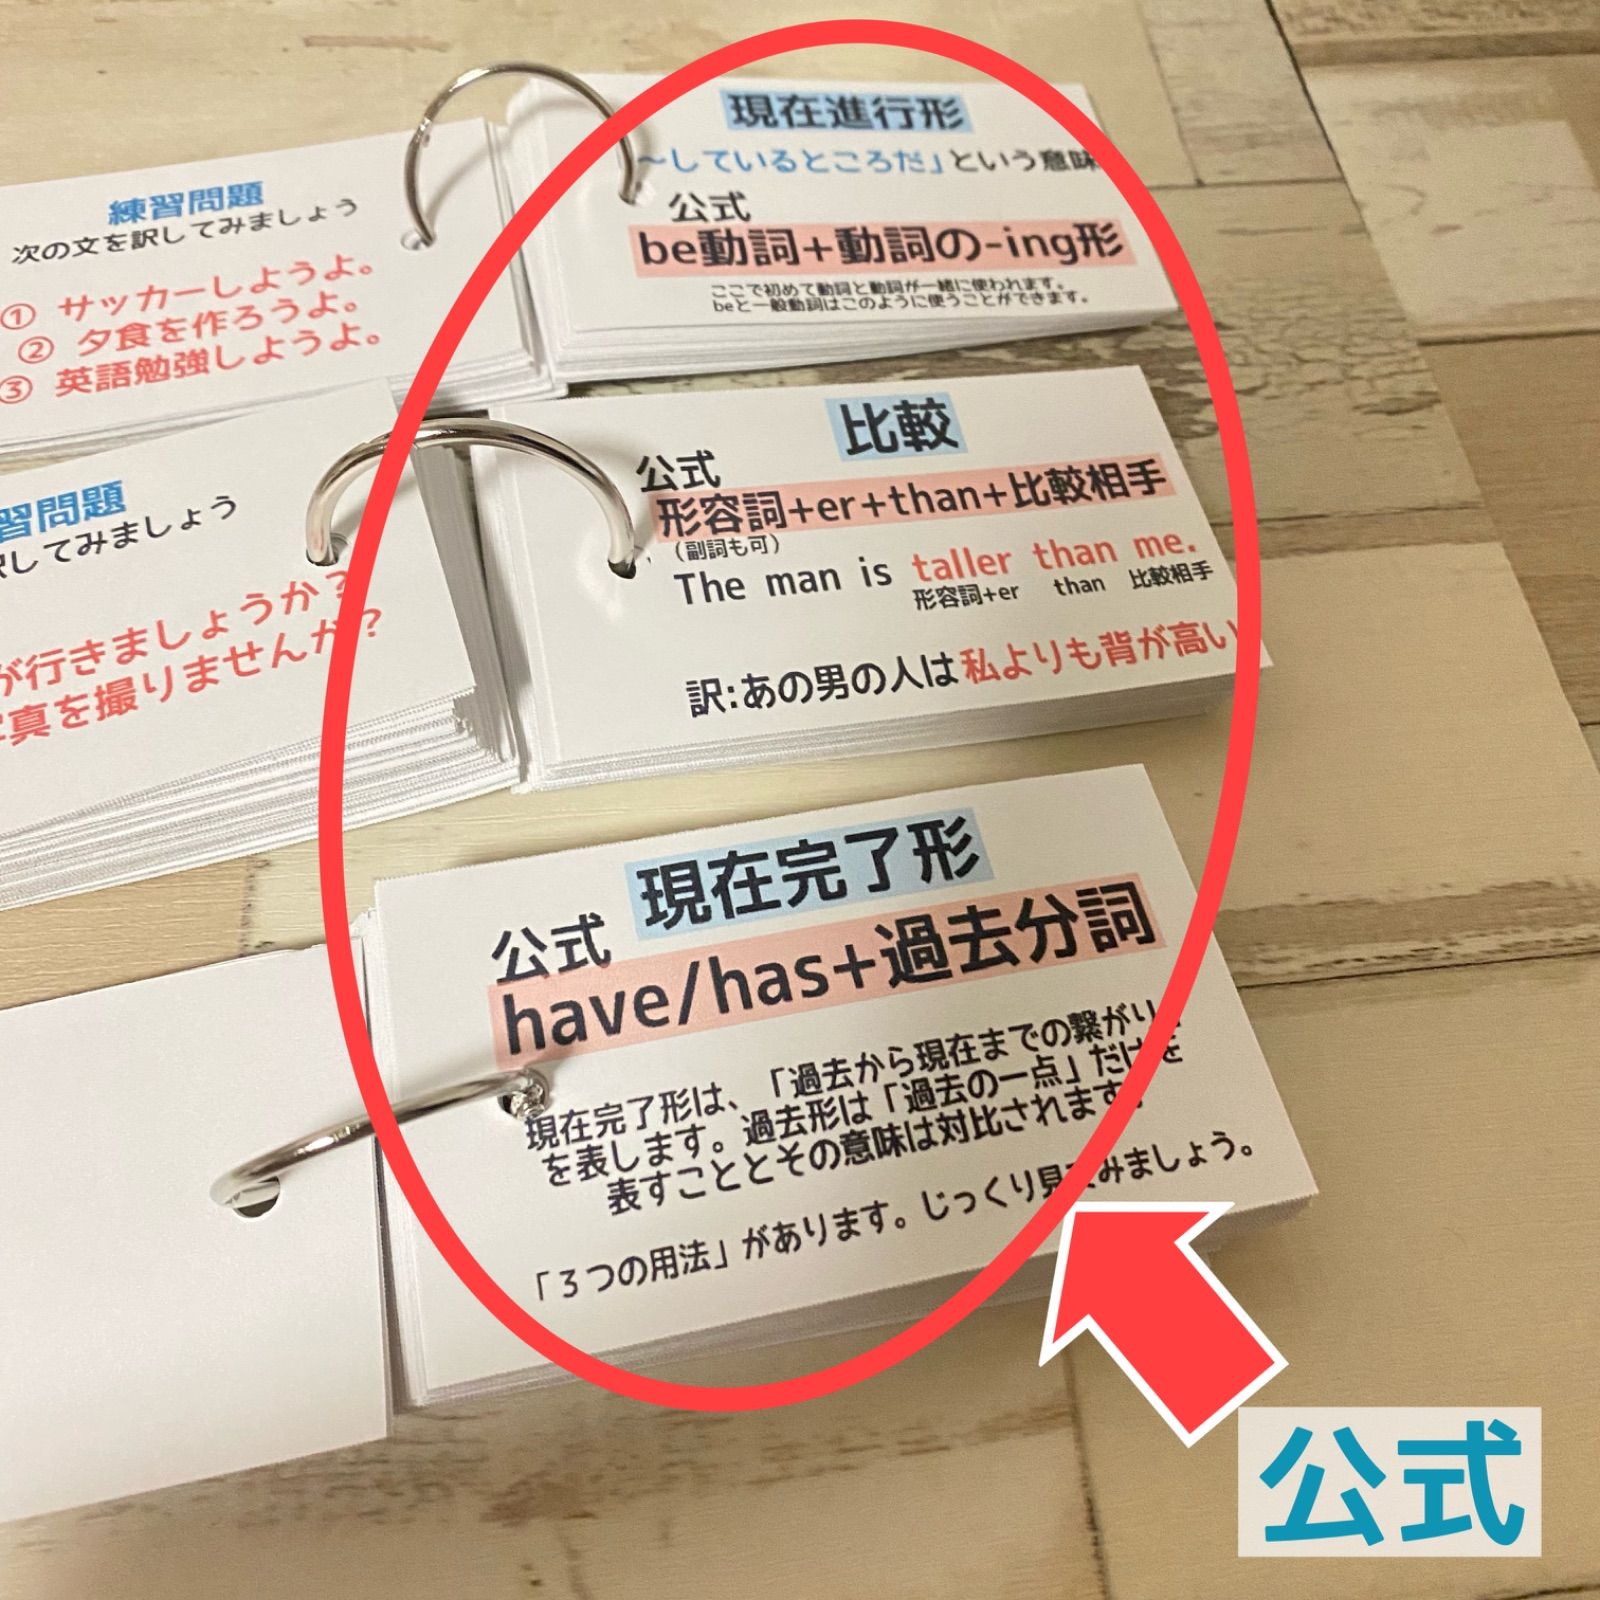 練習問題
次の文を訳してみましょう
① サッカーしようよ。
② 夕食を作ろうよ。
③ 英語勉強しようよ。
現在進行形
〜しているところだ」という意味
公式
be動詞+動詞の-ing形
ここで初めて動詞と動詞が一緒に使われます。
beと一般動詞はこのように使うことができます。
習問題
訳してみましょう
が行きましょうか?
真を撮りませんか?
比較
公式
形容詞+er+than+比較相手
(副詞も可)
The man is taller than me.
形容詞+er than 比較相手
訳:あの男の人は私よりも背が高い
現在完了形
公式
have/has+過去分詞
現在完了形は、「過去から現在までの繋がり
を表します。過去形は「過去の一点」だけを
表すこととその意味は対比されます。
「3つの用法」があります。じっくり見てみましょう。
公式